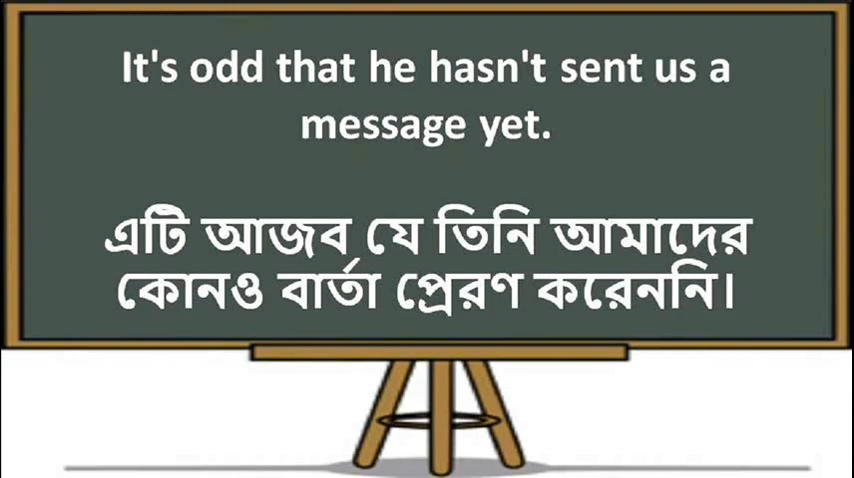 It's odd that he hasn't sent us a
message yet.
এটি আজব যে তিনি আমাদের
কোনও বার্তা প্রেরণ করেননি।